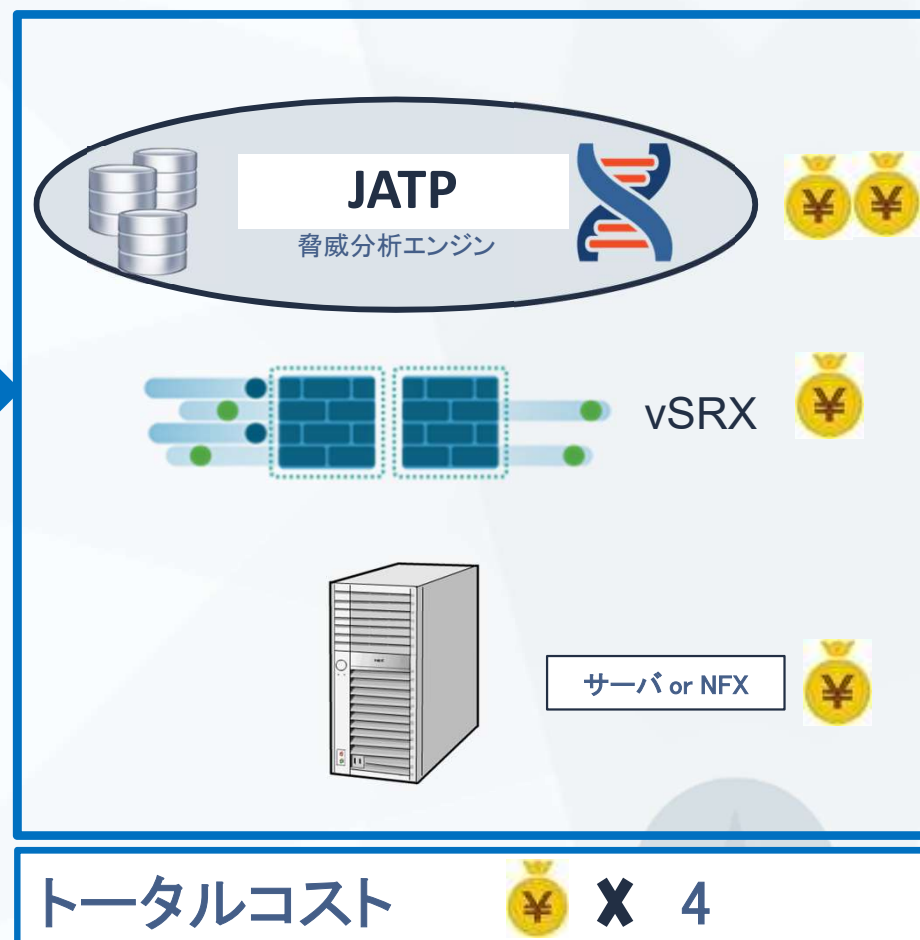 JATP
脅威分析エンジン
¥ ¥
vSRX
¥
サーバ or NFX
¥
トータルコスト ¥ X 4